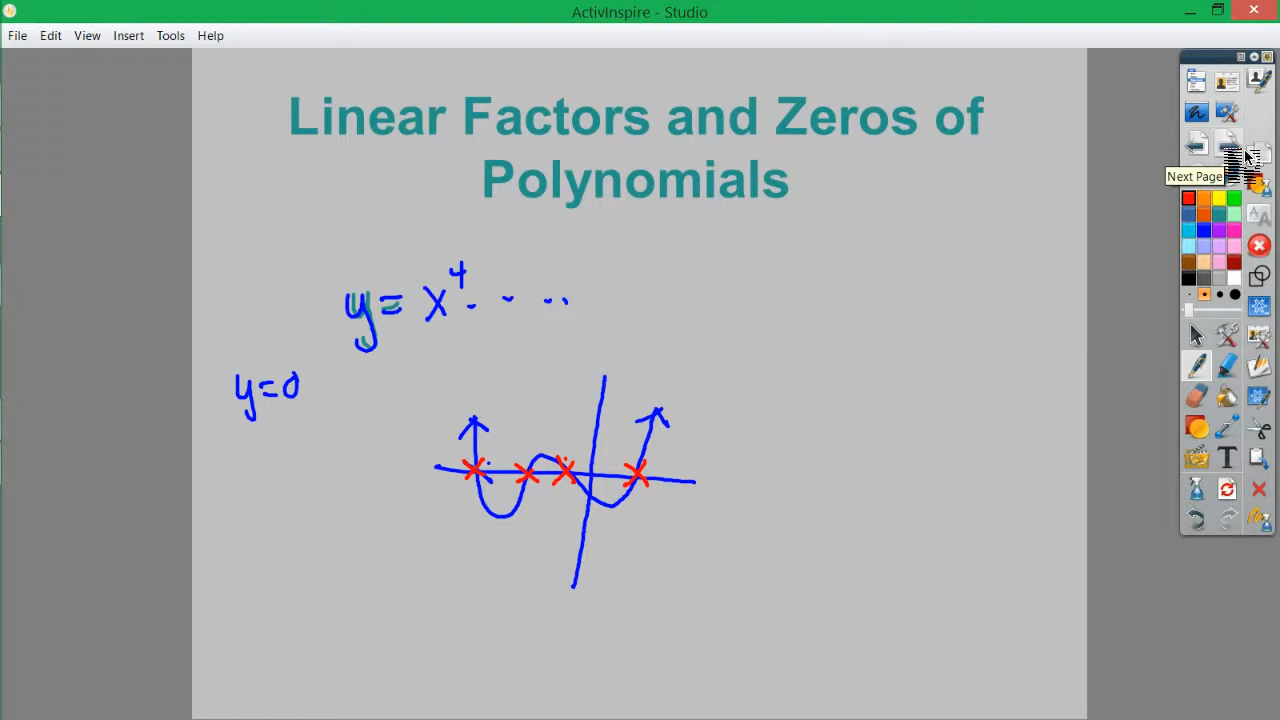 ActivInspire - Studio
File Edit View Insert Tools Help
Linear Factors and Zeros of
Polynomials
Next Page
y = x⁴ - - - ..
y = 0